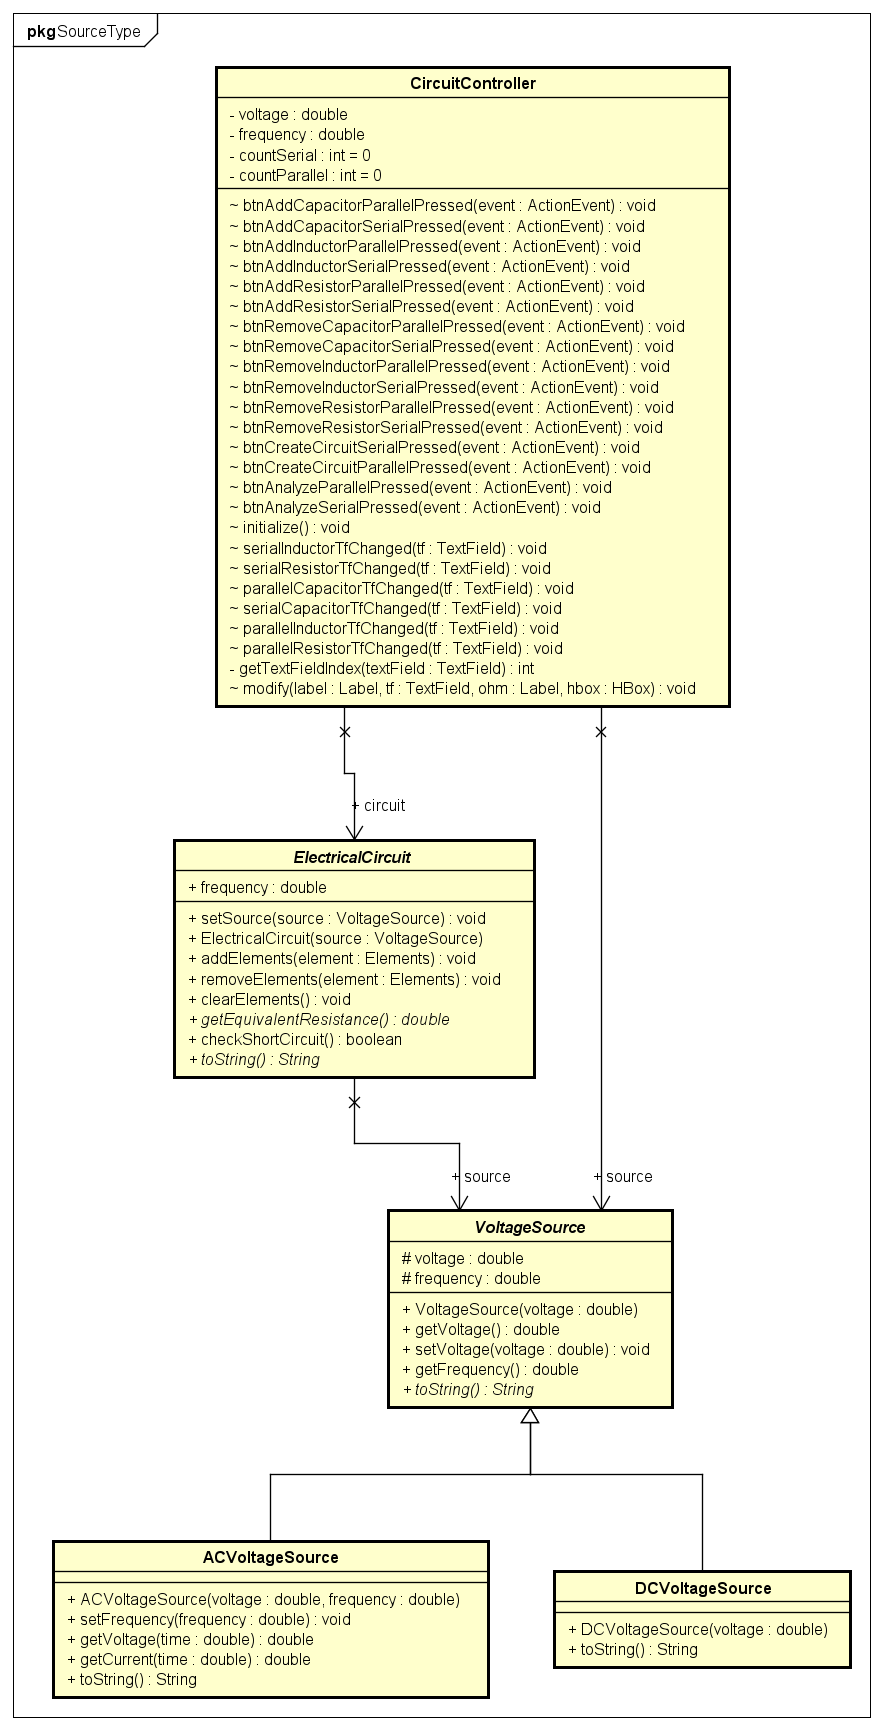 pkg SourceType
CircuitController
- voltage : double
- frequency : double
- countSerial : int = 0
- countParallel : int = 0
~ btnAddCapacitorParallelPressed(event : ActionEvent) : void
~ btnAddCapacitorSerialPressed(event : ActionEvent) : void
~ btnAddInductorParallelPressed(event : ActionEvent) : void
~ btnAddInductorSerialPressed(event : ActionEvent) : void
~ btnAddResistorParallelPressed(event : ActionEvent) : void
~ btnAddResistorSerialPressed(event : ActionEvent) : void
~ btnRemoveCapacitorParallelPressed(event : ActionEvent) : void
~ btnRemoveCapacitorSerialPressed(event : ActionEvent) : void
~ btnRemoveInductorParallelPressed(event : ActionEvent) : void
~ btnRemoveInductorSerialPressed(event : ActionEvent) : void
~ btnRemoveResistorParallelPressed(event : ActionEvent) : void
~ btnRemoveResistorSerialPressed(event : ActionEvent) : void
~ btnCreateCircuitSerialPressed(event : ActionEvent) : void
~ btnCreateCircuitParallelPressed(event : ActionEvent) : void
~ btnAnalyzeParallelPressed(event : ActionEvent) : void
~ btnAnalyzeSerialPressed(event : ActionEvent) : void
~ initialize() : void
~ serialInductorTfChanged(tf : TextField) : void
~ serialResistorTfChanged(tf : TextField) : void
~ parallelCapacitorTfChanged(tf : TextField) : void
~ serialCapacitorTfChanged(tf : TextField) : void
~ parallelInductorTfChanged(tf : TextField) : void
~ parallelResistorTfChanged(tf : TextField) : void
- getTextFieldIndex(textField : TextField) : int
~ modify(label : Label, tf : TextField, ohm : Label, hbox : HBox) : void
+ circuit
ElectricalCircuit
+ frequency : double
+ setSource(source : VoltageSource) : void
+ ElectricalCircuit(source : VoltageSource)
+ addElements(element : Elements) : void
+ removeElements(element : Elements) : void
+ clearElements() : void
+ getEquivalentResistance() : double
+ checkShortCircuit() : boolean
+ toString() : String
+ source
+ source
VoltageSource
# voltage : double
# frequency : double
+ VoltageSource(voltage : double)
+ getVoltage() : double
+ setVoltage(voltage : double) : void
+ getFrequency() : double
+ toString() : String
ACVoltageSource
+ ACVoltageSource(voltage : double, frequency : double)
+ setFrequency(frequency : double) : void
+ getVoltage(time : double) : double
+ getCurrent(time : double) : double
+ toString() : String
DCVoltageSource
+ DCVoltageSource(voltage : double)
+ toString() : String